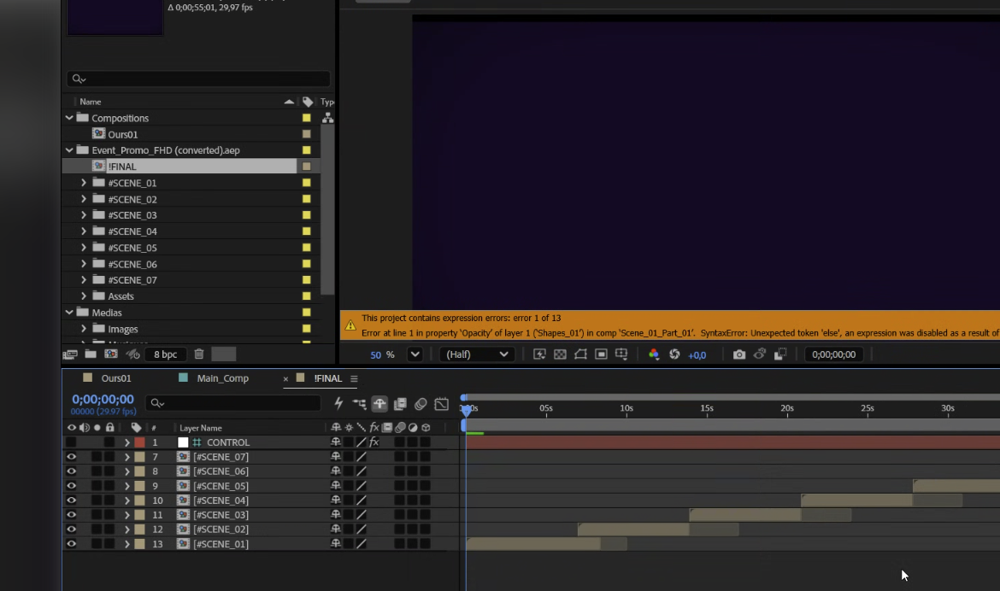 Δ 0;00;55;01, 29,97 fps
Name
Typ
Compositions
Ours01
Event_Promo_FHD (converted).aep
!FINAL
#SCENE_01
#SCENE_02
#SCENE_03
#SCENE_04
#SCENE_05
#SCENE_06
#SCENE_07
Assets
Medias
Images
8 bpc
This project contains expression errors: error 1 of 13
Error at line 1 in property 'Opacity' of layer 1 ('Shapes_01') in comp 'Scene_01_Part_01'. SyntaxError: Unexpected token 'else', an expression was disabled as a result of
50 %
(Half)
+0,0
0;00;00;00
Ours01
Main_Comp
× !FINAL
0;00;00;00
00000 (29.97 fps)
05s 10s 15s 20s 25s 30s
# Layer Name
fx
1 CONTROL fx
7 [#SCENE_07]
8 [#SCENE_06]
9 [#SCENE_05]
10 [#SCENE_04]
11 [#SCENE_03]
12 [#SCENE_02]
13 [#SCENE_01]